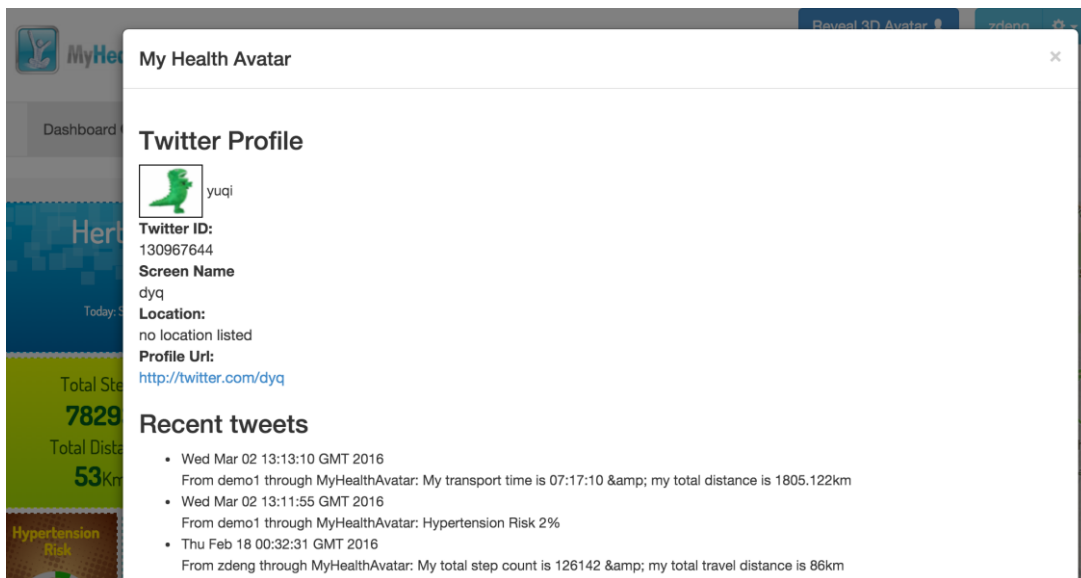 Reveal 3D Avatar
zdeng
My Health Avatar
×
Dashboard
Twitter Profile
yuqi
Twitter ID:
130967644
Screen Name
dyq
Location:
no location listed
Profile Url:
http://twitter.com/dyq
Recent tweets
• Wed Mar 02 13:13:10 GMT 2016
From demo1 through MyHealthAvatar: My transport time is 07:17:10 &amp; my total distance is 1805.122km
• Wed Mar 02 13:11:55 GMT 2016
From demo1 through MyHealthAvatar: Hypertension Risk 2%
• Thu Feb 18 00:32:31 GMT 2016
From zdeng through MyHealthAvatar: My total step count is 126142 &amp; my total travel distance is 86km
Today:
Total
7829
Total
53Km
Hypertension
Risk